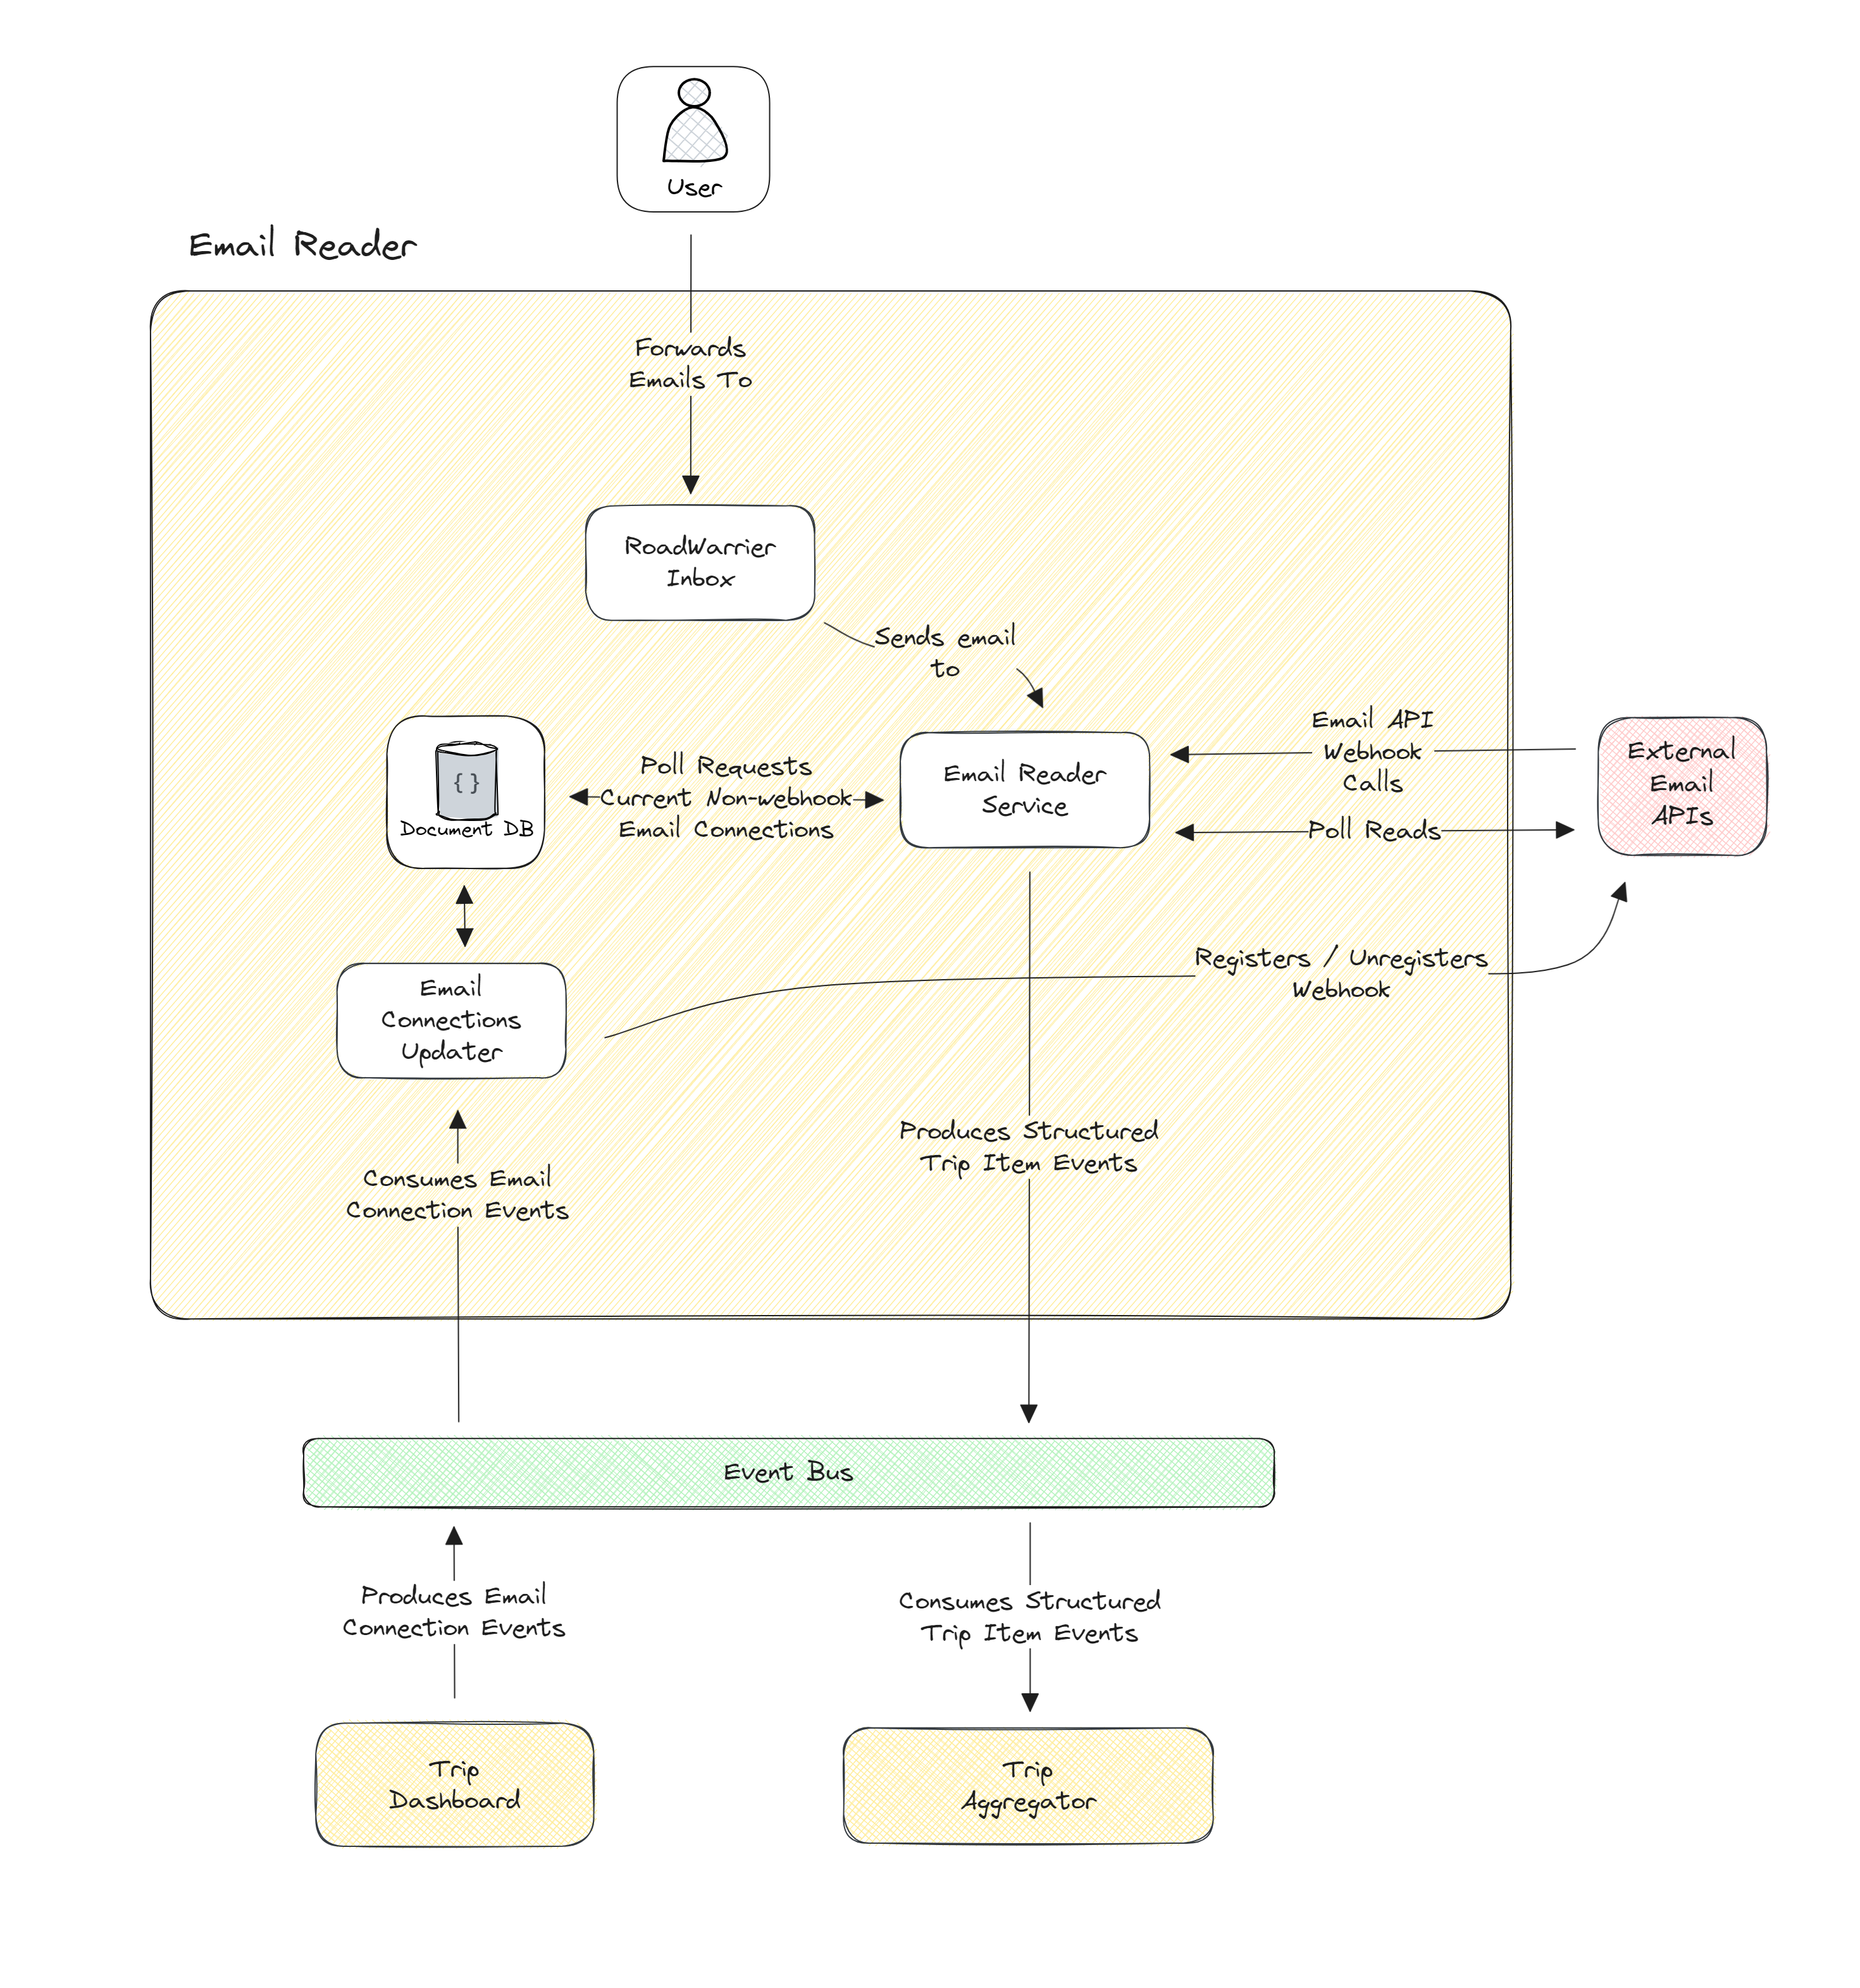 User
Email Reader
Forwards
Emails To
RoadWarrier
Inbox
Sends email
to
Email API
Webhook
Calls
External
Email
APIs
Poll Requests
Current Non-webhook
Email Connections
Email Reader
Service
{}
Document DB
Poll Reads
Registers / Unregisters
Webhook
Email
Connections
Updater
Produces Structured
Trip Item Events
Consumes Email
Connection Events
Event Bus
Produces Email
Connection Events
Consumes Structured
Trip Item Events
Trip
Dashboard
Trip
Aggregator